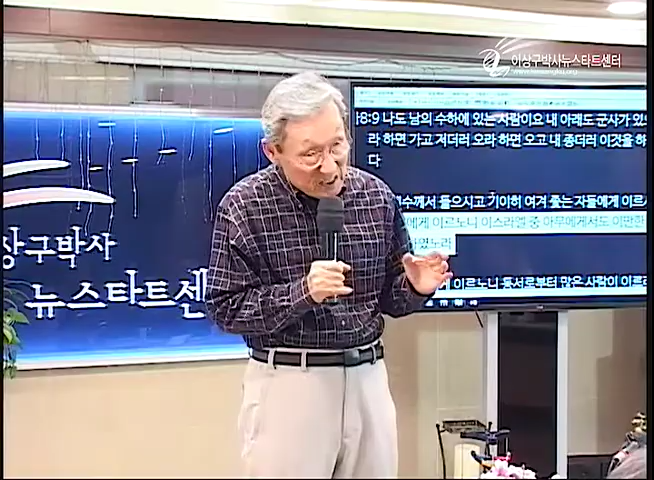 이상구박사뉴스타트센터
8:9 나도 남의 수하에 있는 사람이요 내 아래도 군사가 있
라 하면 가고 저더러 오라 하면 오고 내 종더러 이것을 하
다
수께서 들으시고 기이히 여겨 좇는 자들에게 이르
에게 이르노니 이스라엘 중 아무에게서도 이만한
하였노라
에게 이르노니 동서로부터 많은 사람이 이르
상구박사
뉴스타트센